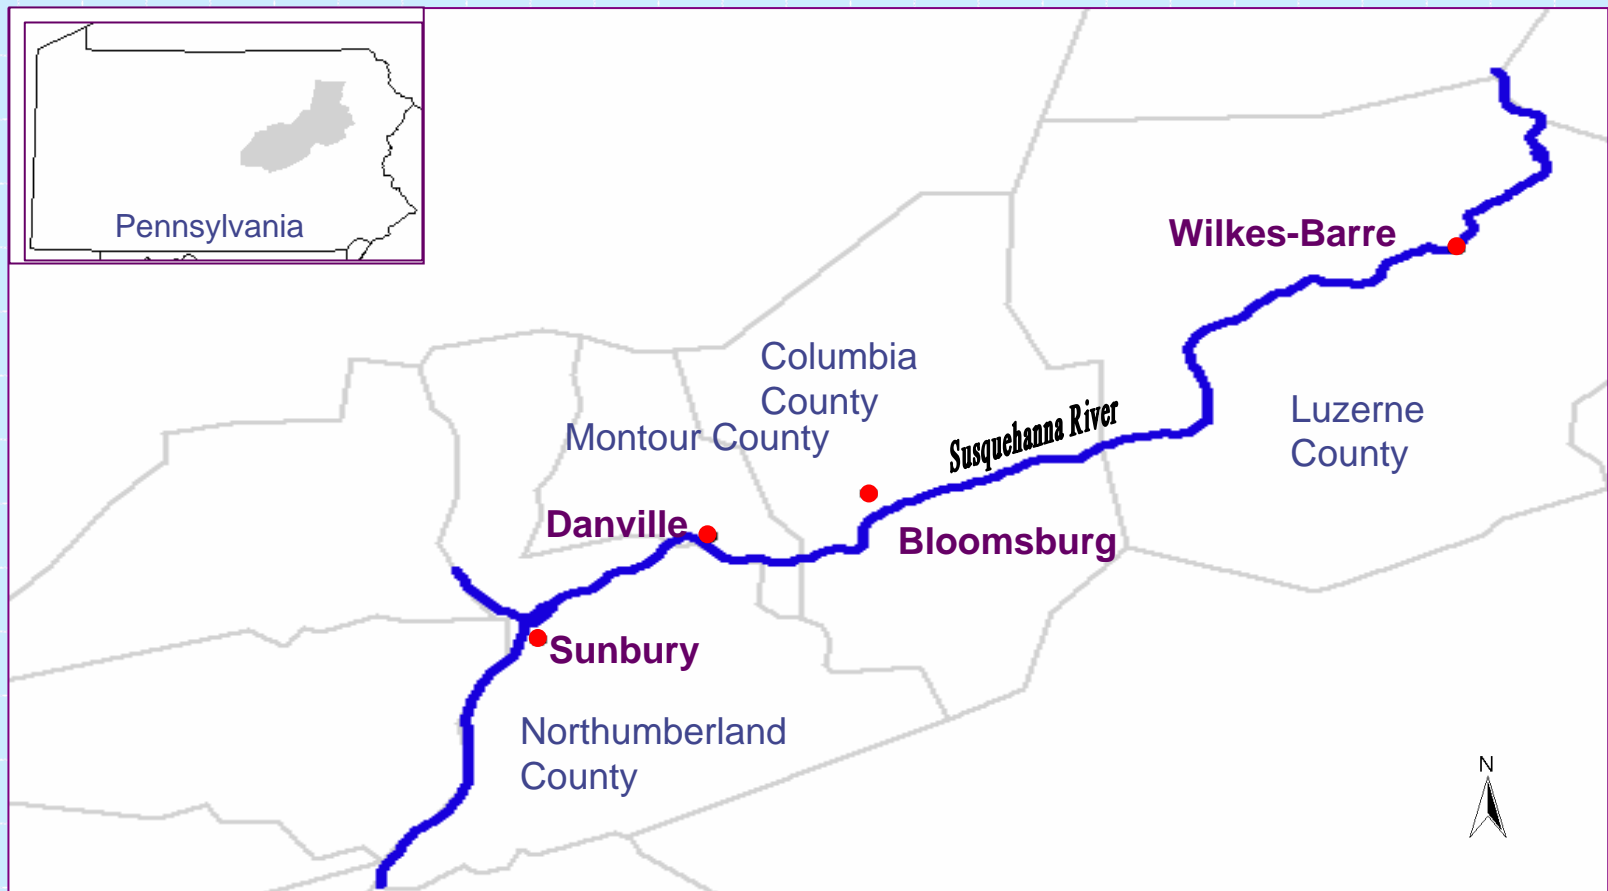 Pennsylvania
Wilkes-Barre
Columbia
County
Montour County
Susquehanna River
Luzerne
County
Danville
Bloomsburg
Sunbury
Northumberland
County
N